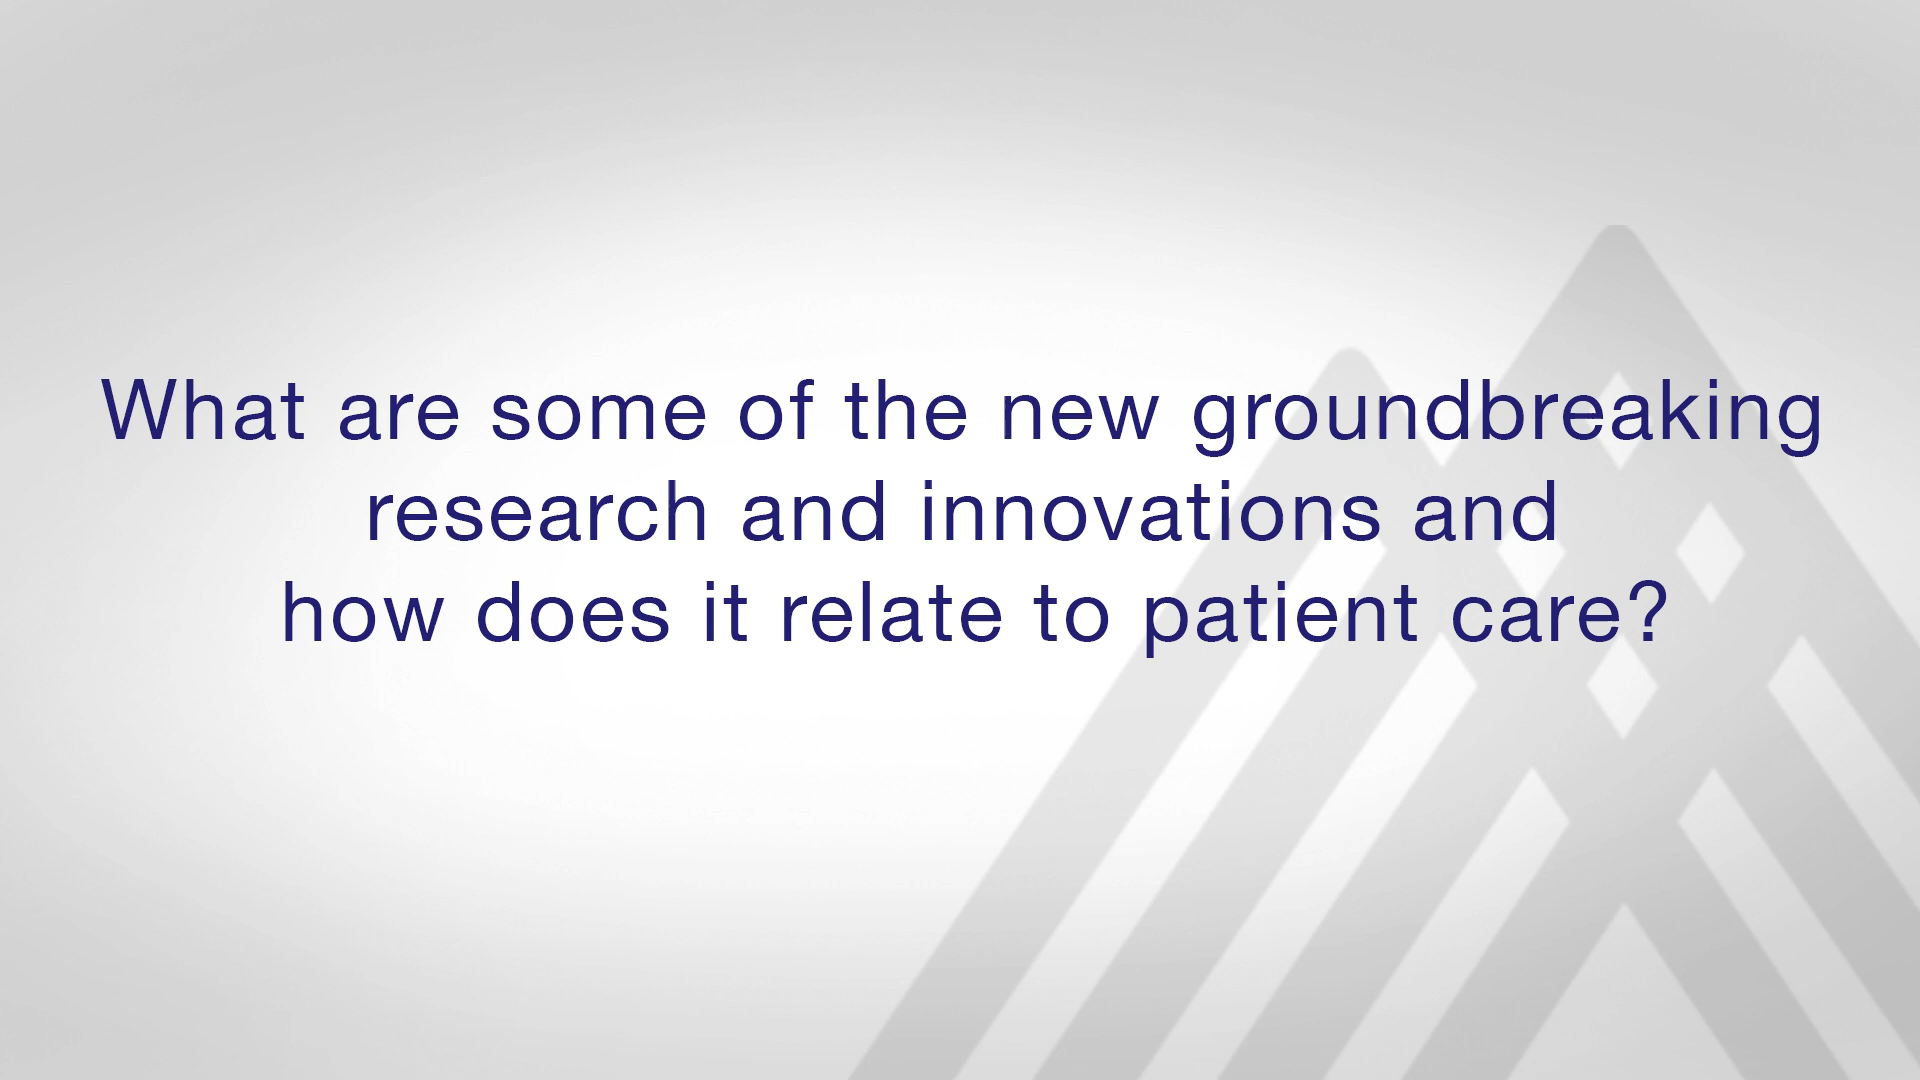 What are some of the new groundbreaking
research and innovations and
how does it relate to patient care?